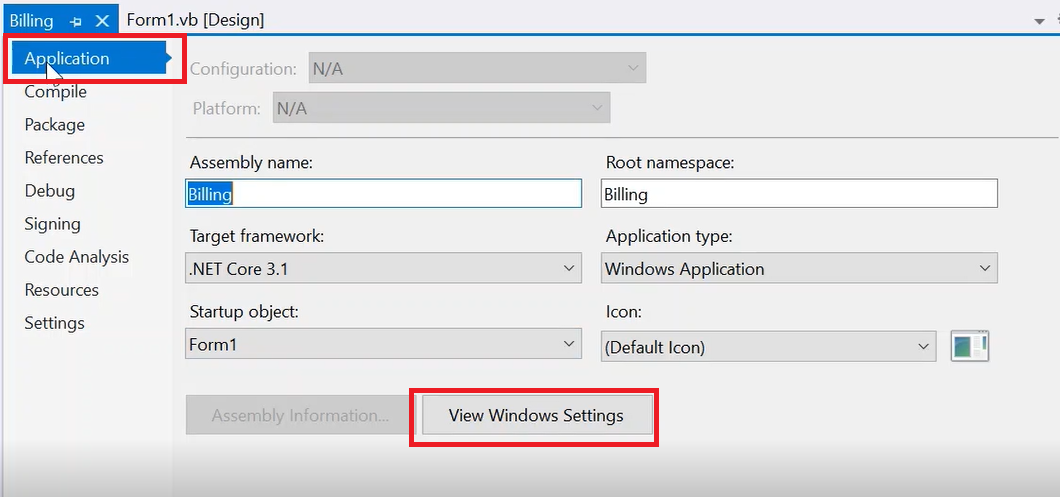 Billing
Form1.vb [Design]
Application
Compile
Package
References
Debug
Signing
Code Analysis
Resources
Settings
Configuration: N/A
Platform: N/A
Assembly name:
Root namespace:
Billing
Billing
Target framework:
Application type:
.NET Core 3.1
Windows Application
Startup object:
Icon:
Form1
(Default Icon)
Assembly Information...
View Windows Settings